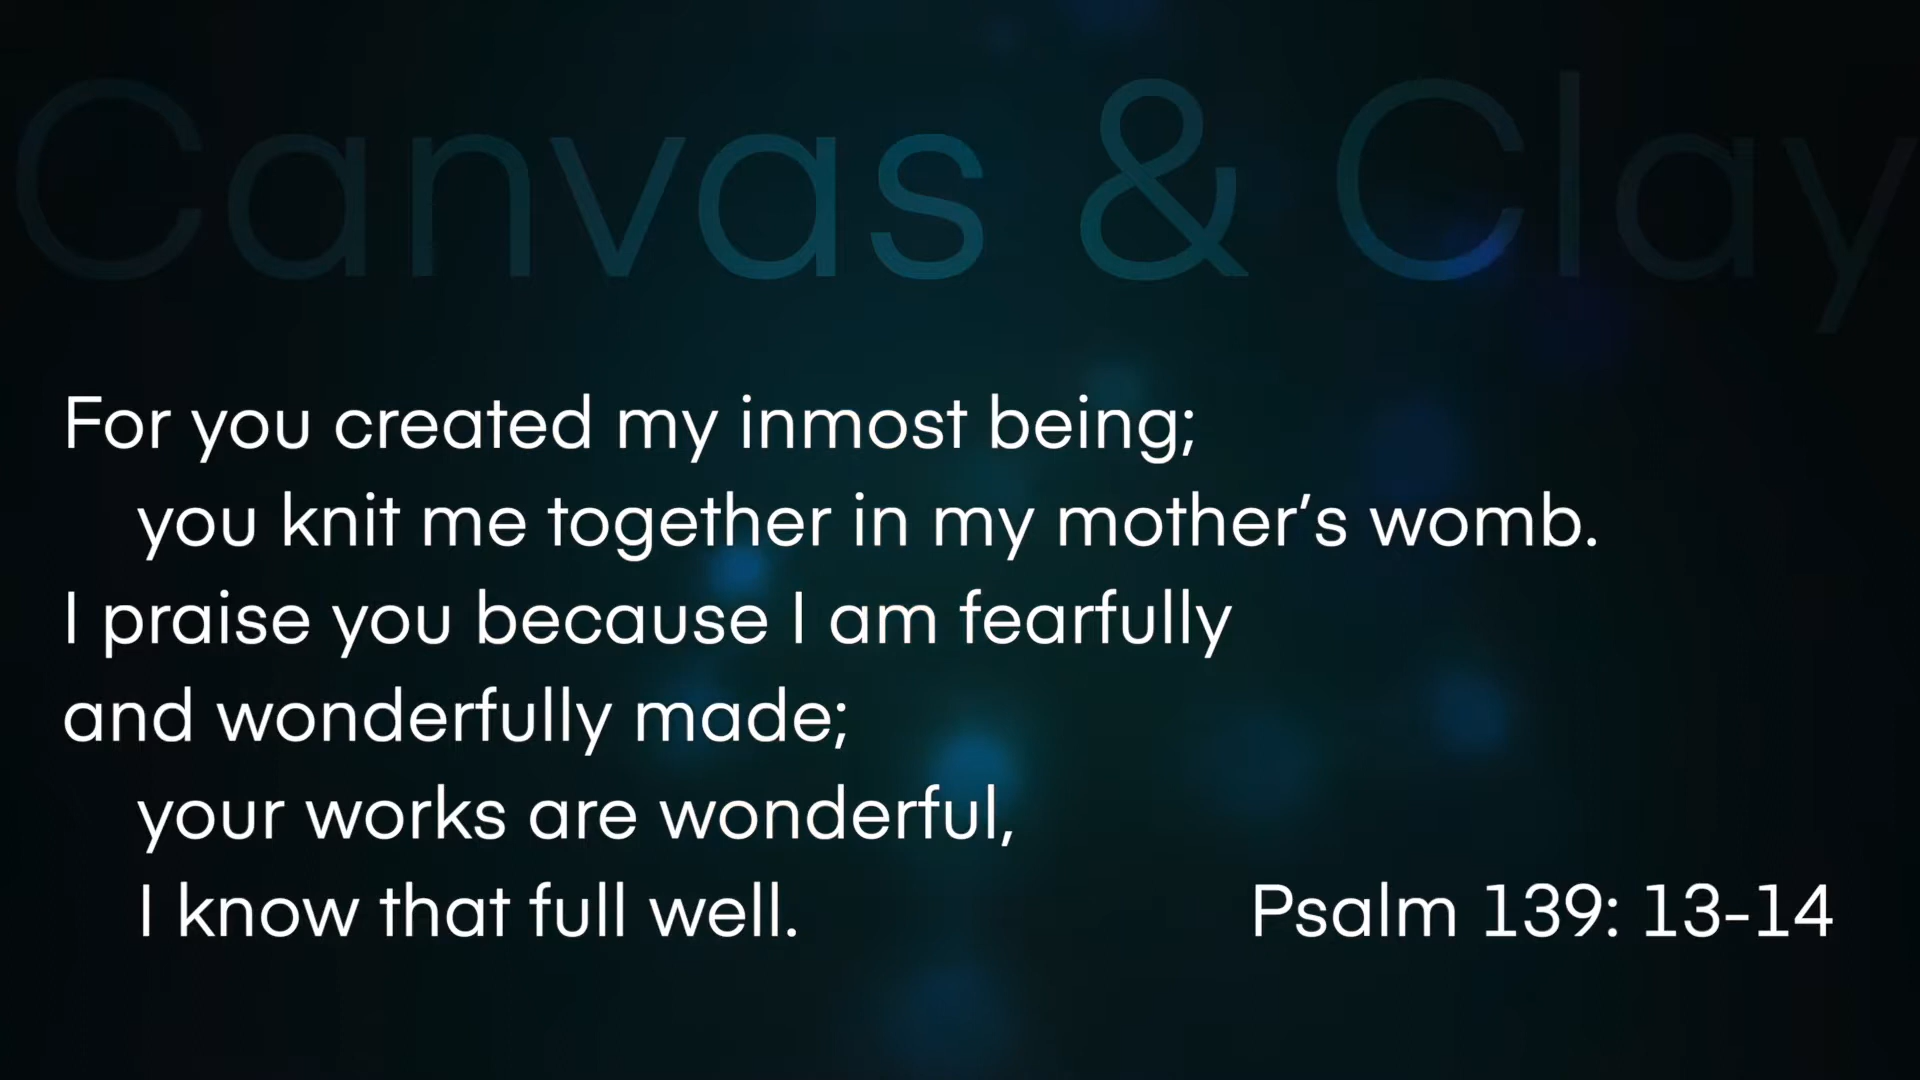 Canvas & Clay
For you created my inmost being;
you knit me together in my mother’s womb.
I praise you because I am fearfully
and wonderfully made;
your works are wonderful,
I know that full well.
Psalm 139: 13-14